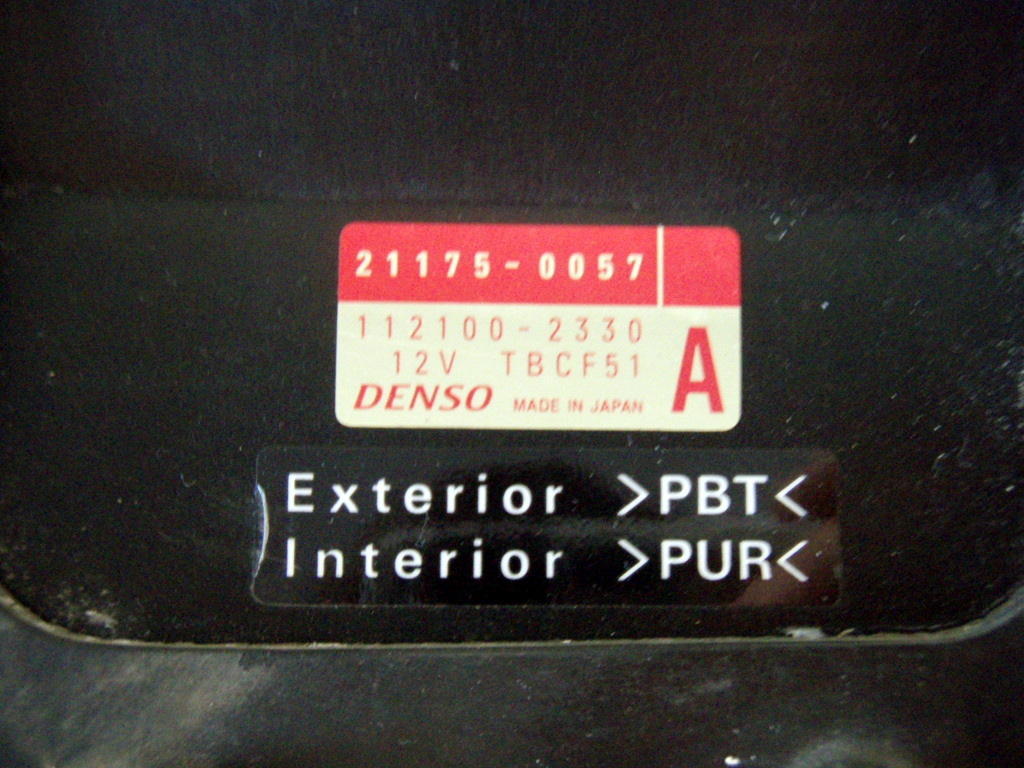 21175-0057
112100-2330
12V TBCF51
A
DENSO MADE IN JAPAN
Exterior >PBT<
Interior >PUR<